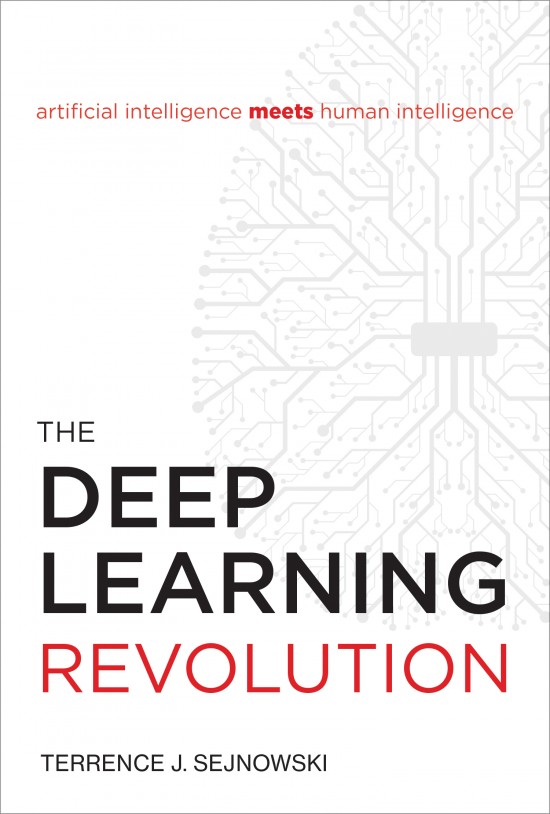 artificial intelligence meets human intelligence
THE
DEEP
LEARNING
REVOLUTION
TERRENCE J. SEJNOWSKI